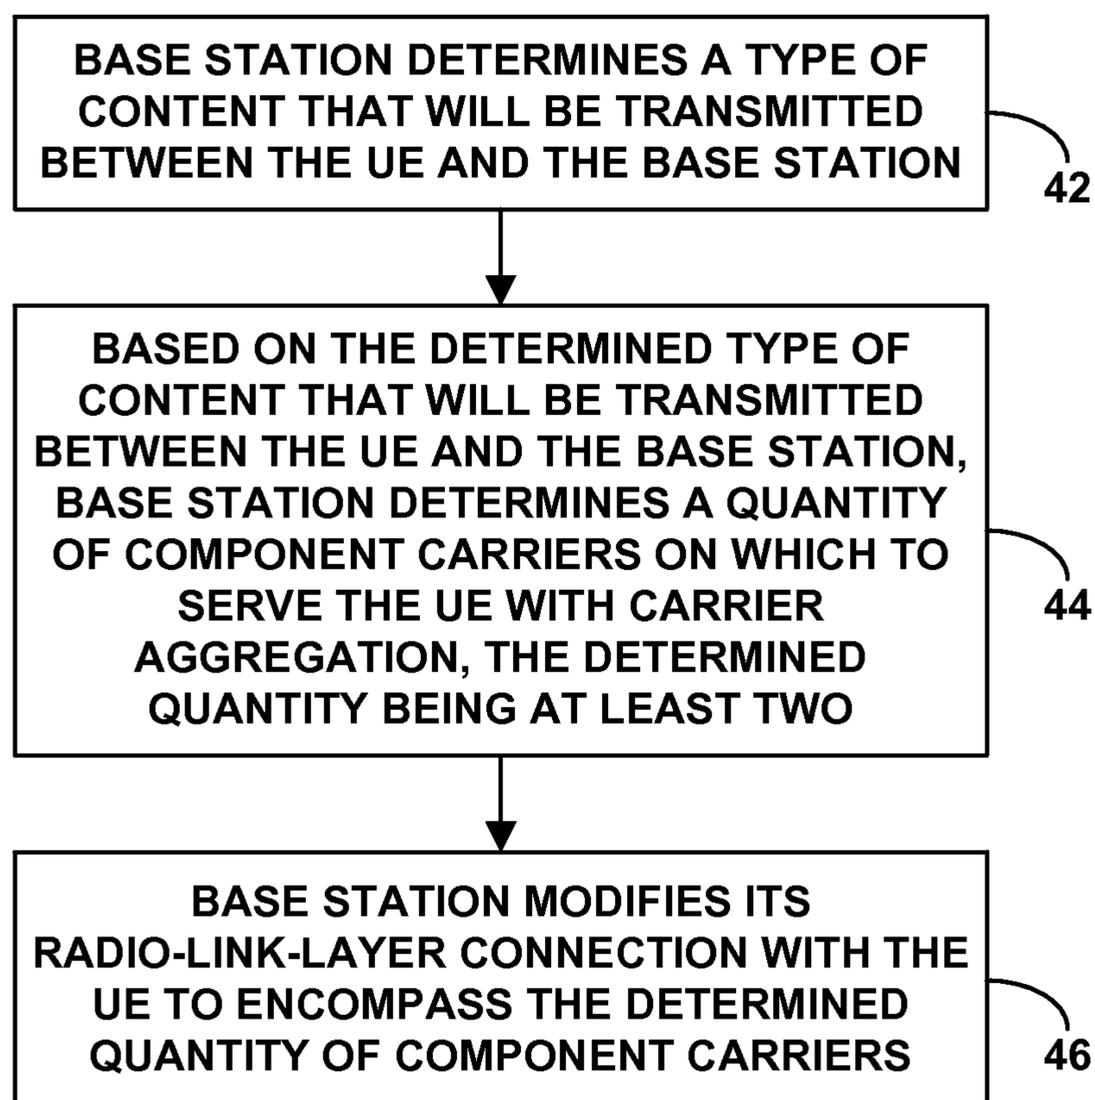 BASE STATION DETERMINES A TYPE OF
CONTENT THAT WILL BE TRANSMITTED
BETWEEN THE UE AND THE BASE STATION
42
BASED ON THE DETERMINED TYPE OF
CONTENT THAT WILL BE TRANSMITTED
BETWEEN THE UE AND THE BASE STATION,
BASE STATION DETERMINES A QUANTITY
OF COMPONENT CARRIERS ON WHICH TO
SERVE THE UE WITH CARRIER
AGGREGATION, THE DETERMINED
QUANTITY BEING AT LEAST TWO
44
BASE STATION MODIFIES ITS
RADIO-LINK-LAYER CONNECTION WITH THE
UE TO ENCOMPASS THE DETERMINED
QUANTITY OF COMPONENT CARRIERS
46